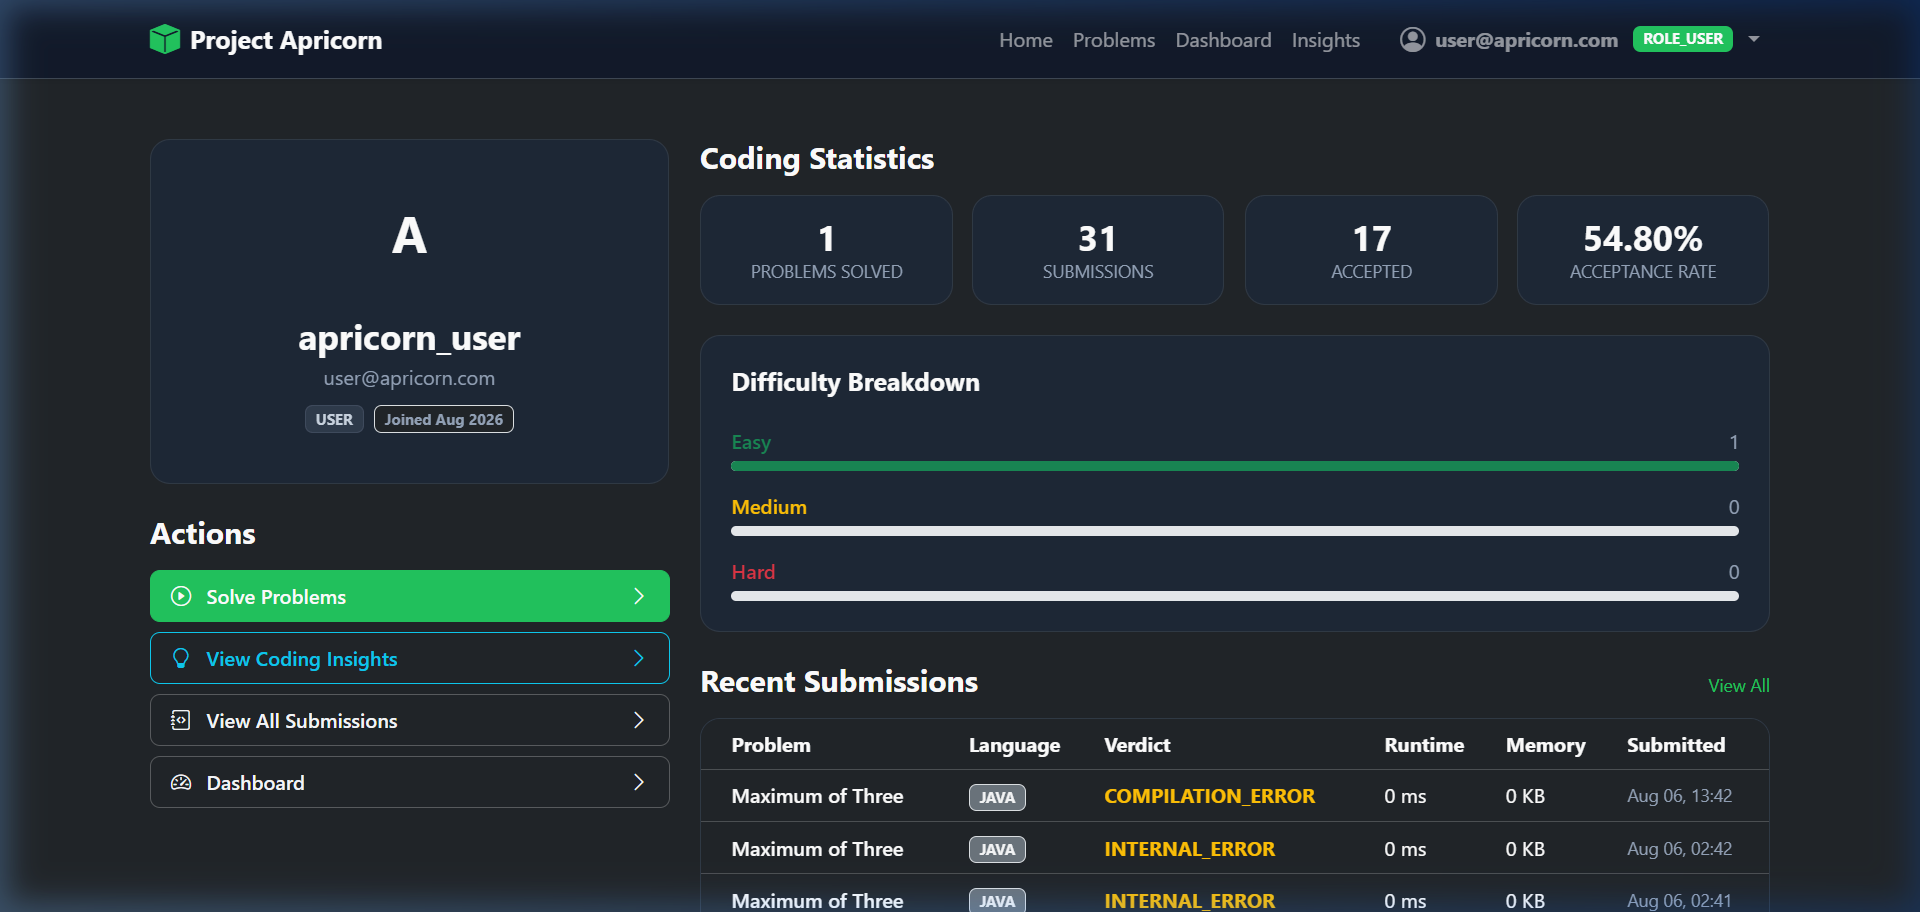 Project Apricorn
Home Problems Dashboard Insights user@apricorn.com ROLE_USER
A
apricorn_user
user@apricorn.com
USER Joined Aug 2026
Actions
Solve Problems
View Coding Insights
View All Submissions
Dashboard
Coding Statistics
1
PROBLEMS SOLVED
31
SUBMISSIONS
17
ACCEPTED
54.80%
ACCEPTANCE RATE
Difficulty Breakdown
Easy 1
Medium 0
Hard 0
Recent Submissions View All
Problem Language Verdict Runtime Memory Submitted
Maximum of Three JAVA COMPILATION_ERROR 0 ms 0 KB Aug 06, 13:42
Maximum of Three JAVA INTERNAL_ERROR 0 ms 0 KB Aug 06, 02:42
Maximum of Three JAVA INTERNAL_ERROR 0 ms 0 KB Aug 06, 02:41